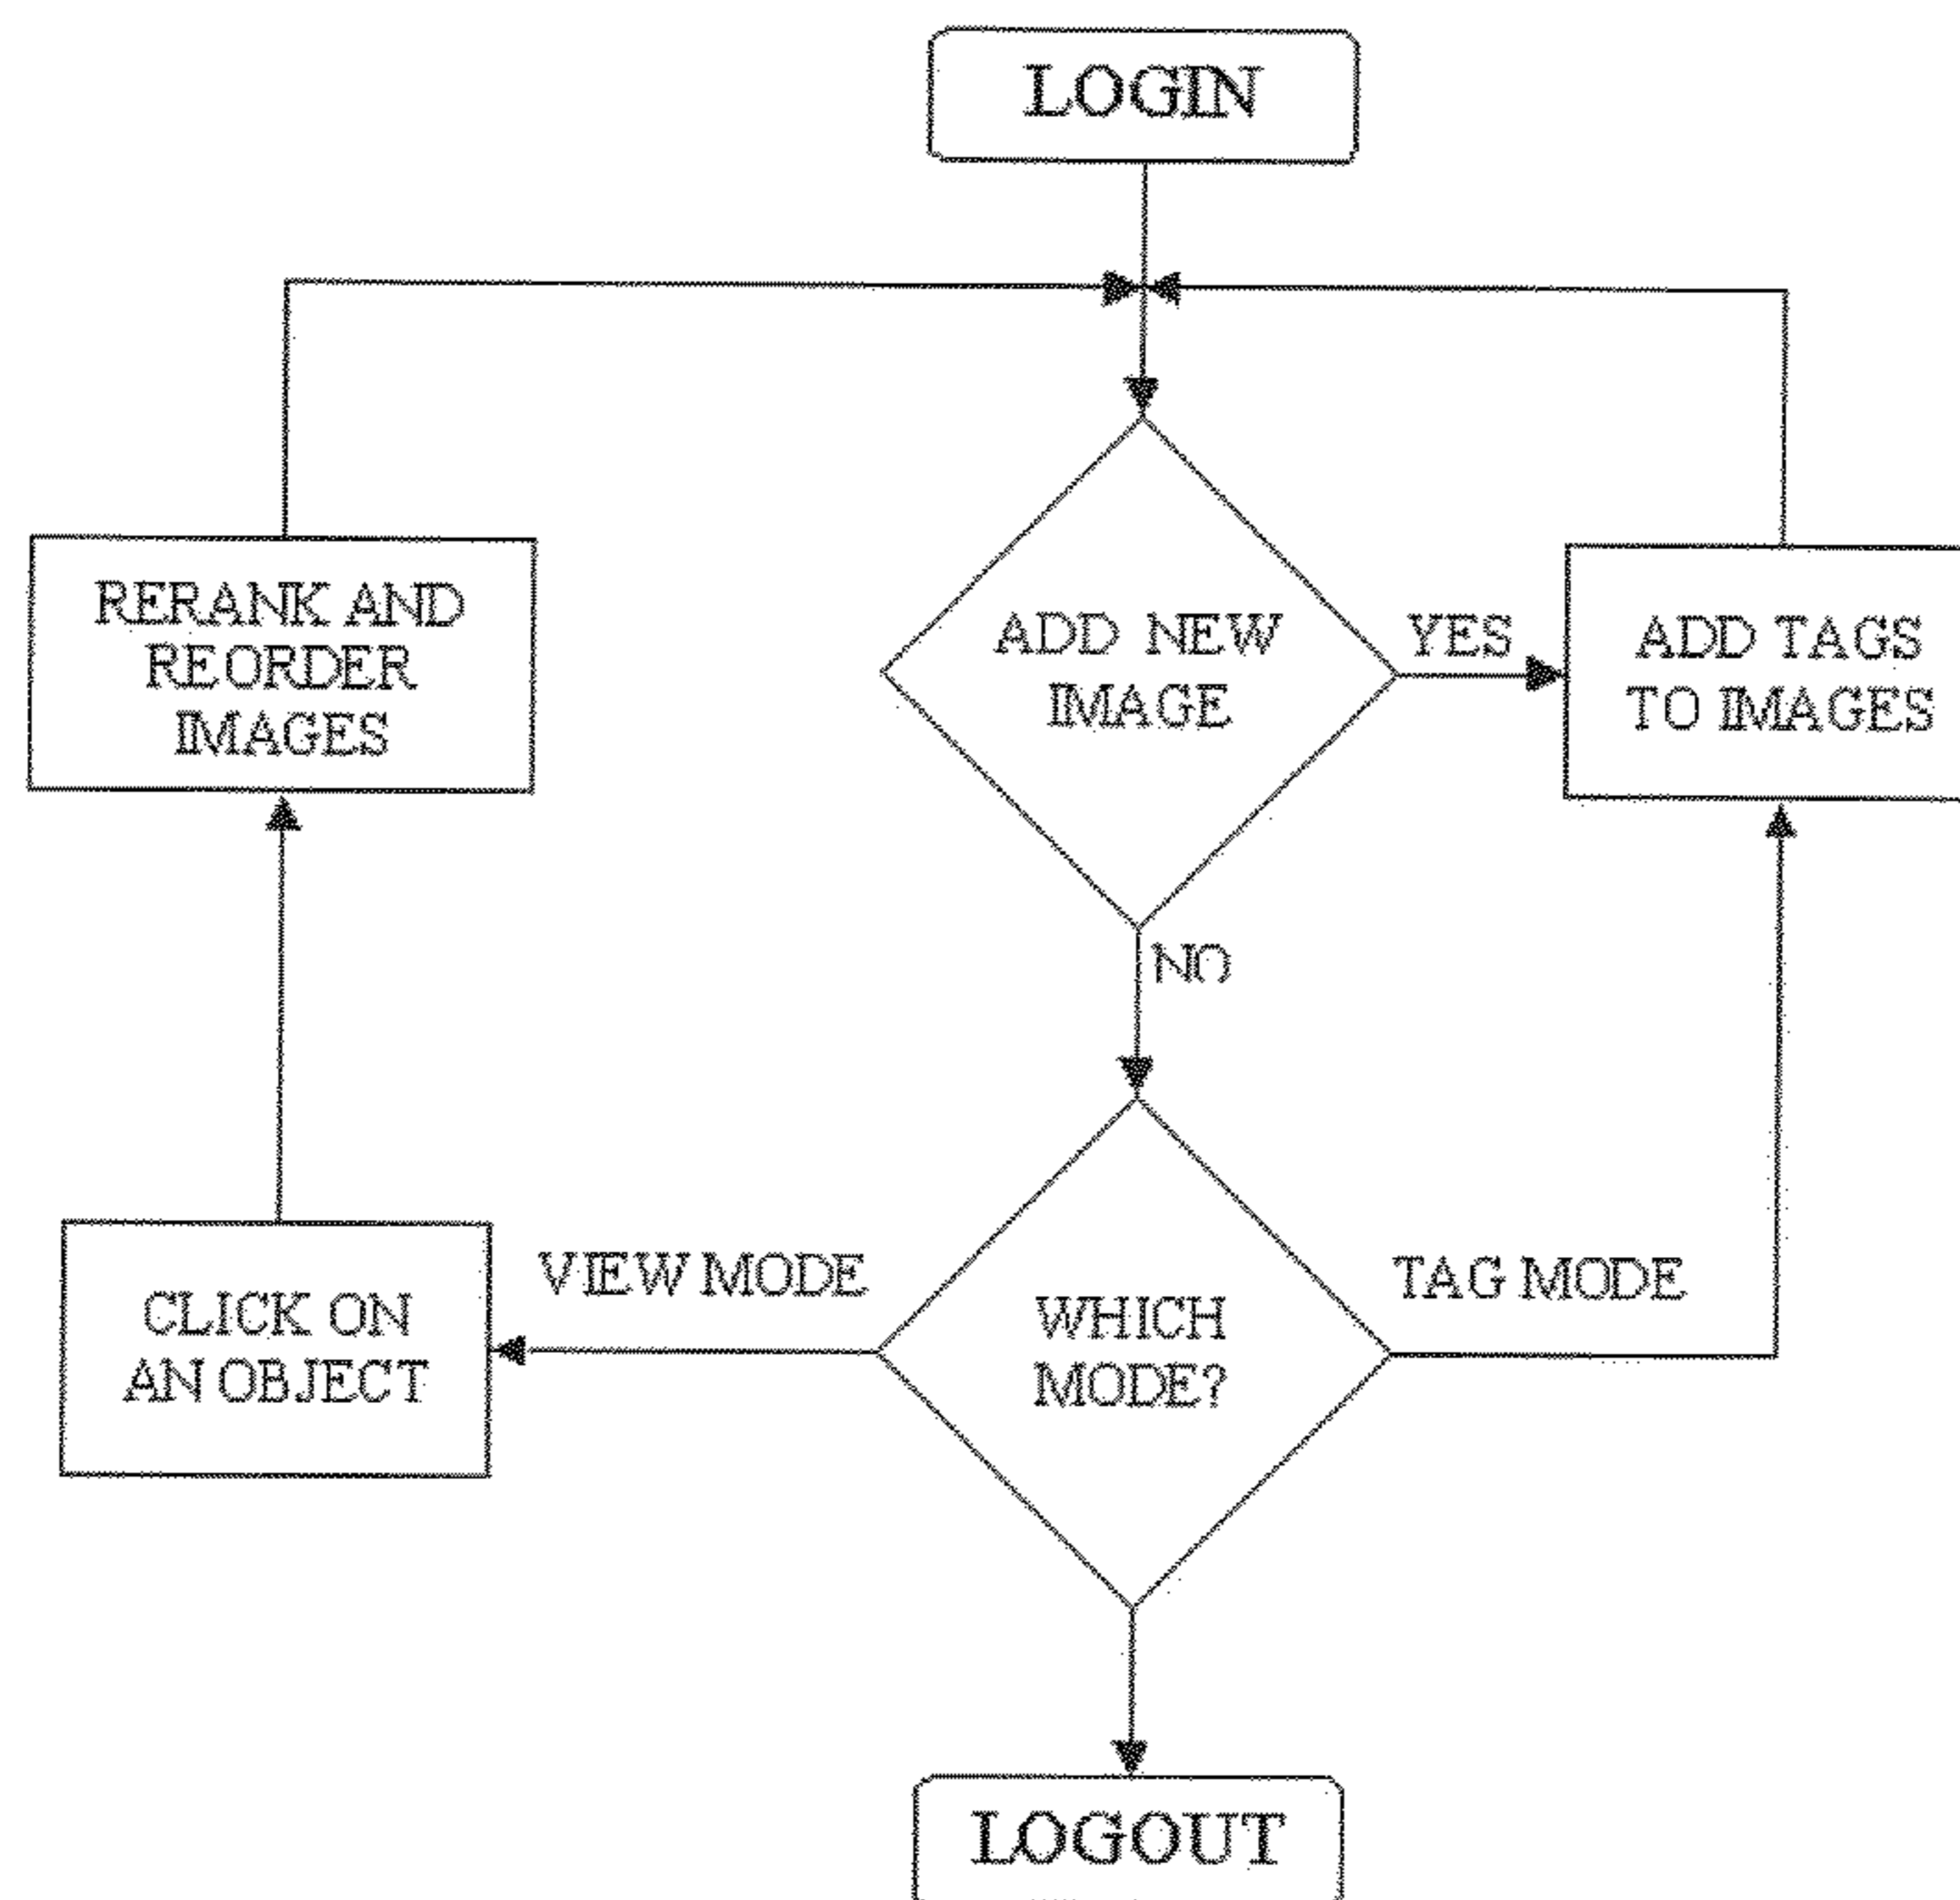 LOGIN
RERANK AND
REORDER
IMAGES
ADD NEW
IMAGE
YES
ADD TAGS
TO IMAGES
NO
CLICK ON
AN OBJECT
VIEW MODE
WHICH
MODE?
TAG MODE
LOGOUT